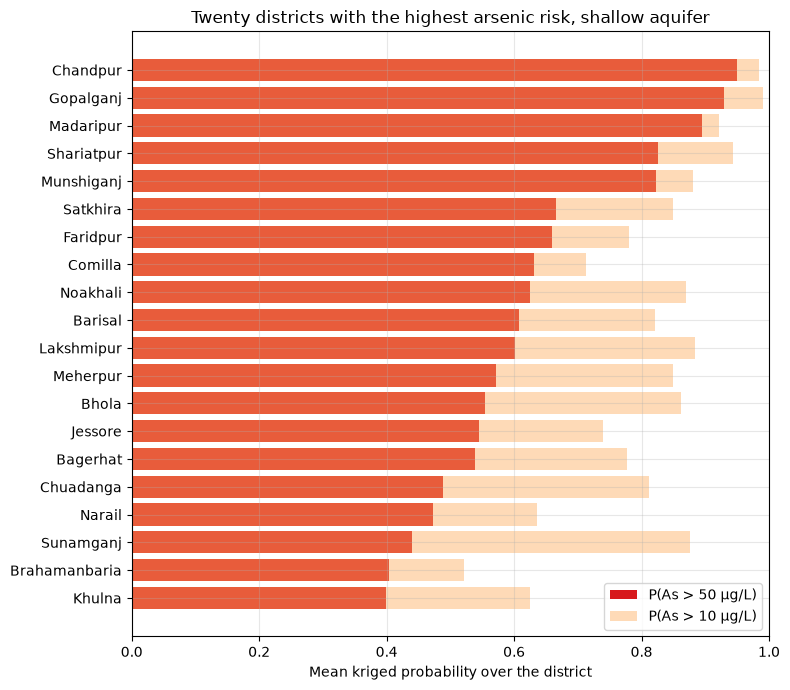 Twenty districts with the highest arsenic risk, shallow aquifer
Chandpur
Gopalganj
Madaripur
Shariatpur
Munshiganj
Satkhira
Faridpur
Comilla
Noakhali
Barisal
Lakshmipur
Meherpur
Bhola
Jessore
Bagerhat
Chuadanga
Narail
Sunamganj
Brahamanbaria
Khulna
P(As > 50 µg/L)
P(As > 10 µg/L)
0.0 0.2 0.4 0.6 0.8 1.0
Mean kriged probability over the district